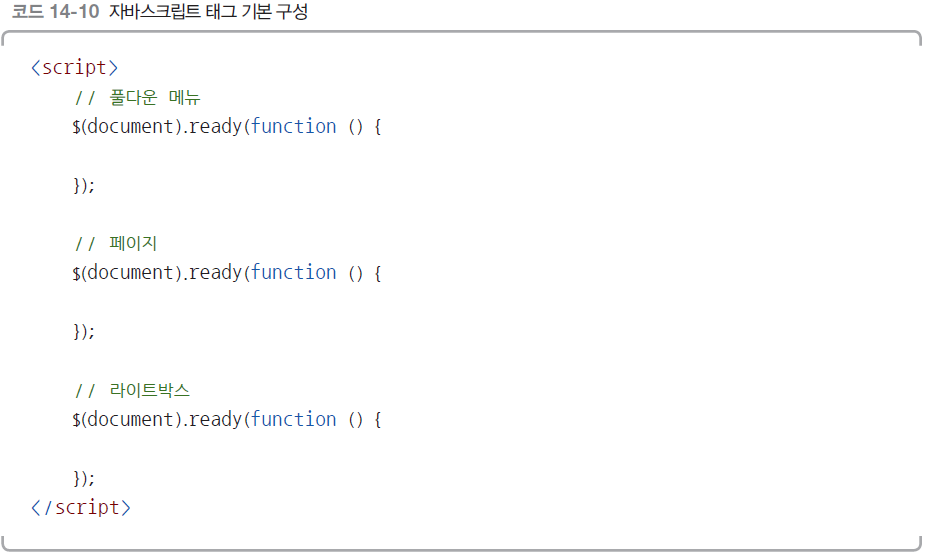 코드 14-10 자바스크립트 태그 기본 구성
<script>
// 풀다운 메뉴
$(document).ready(function () {
});
// 페이지
$(document).ready(function () {
});
// 라이트박스
$(document).ready(function () {
});
</script>